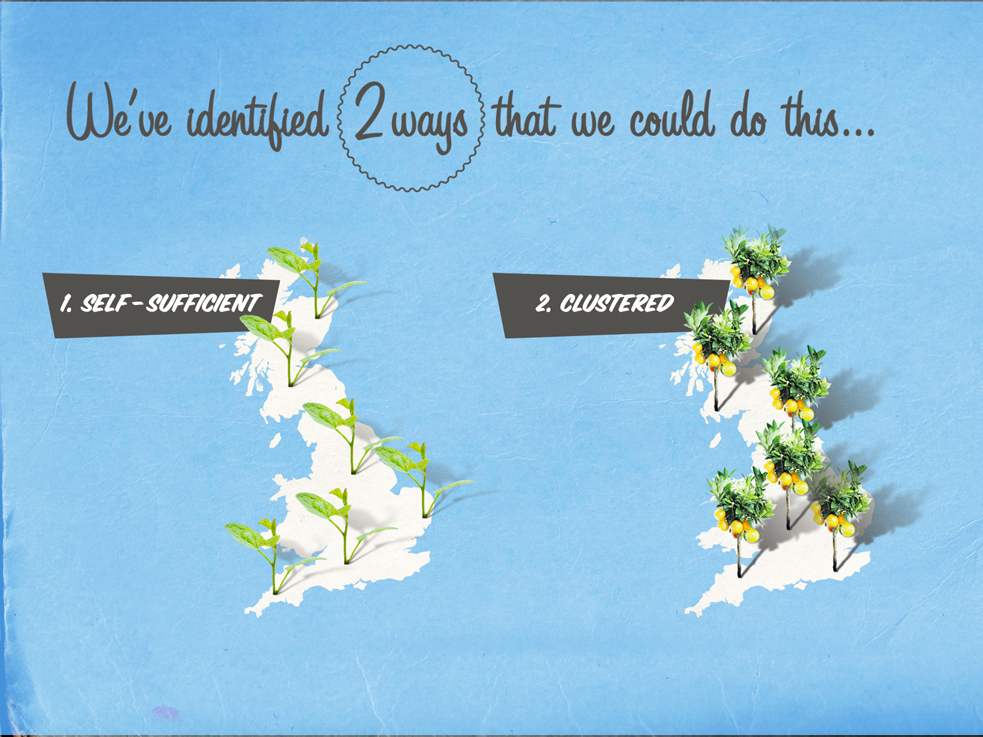 We've identified 2 ways that we could do this...
1. SELF-SUFFICIENT
2. CLUSTERED